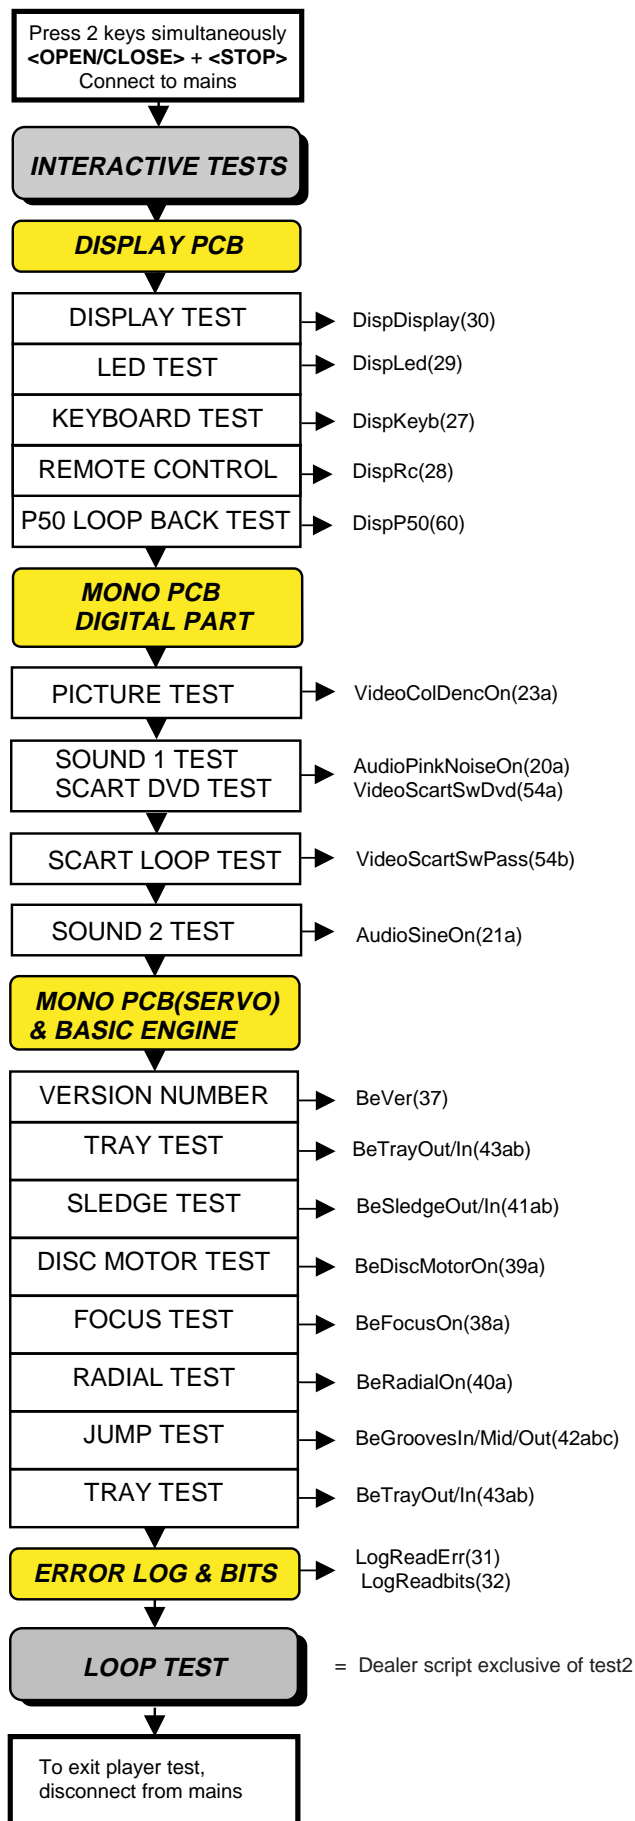 Press 2 keys simultaneously
<OPEN/CLOSE> + <STOP>
Connect to mains
INTERACTIVE TESTS
DISPLAY PCB
DISPLAY TEST
DispDisplay(30)
LED TEST
DispLed(29)
KEYBOARD TEST
DispKeyb(27)
REMOTE CONTROL
DispRc(28)
P50 LOOP BACK TEST
DispP50(60)
MONO PCB
DIGITAL PART
PICTURE TEST
VideoColDencOn(23a)
SOUND 1 TEST
SCART DVD TEST
AudioPinkNoiseOn(20a)
VideoScartSwDvd(54a)
SCART LOOP TEST
VideoScartSwPass(54b)
SOUND 2 TEST
AudioSineOn(21a)
MONO PCB(SERVO)
& BASIC ENGINE
VERSION NUMBER
BeVer(37)
TRAY TEST
BeTrayOut/In(43ab)
SLEDGE TEST
BeSledgeOut/In(41ab)
DISC MOTOR TEST
BeDiscMotorOn(39a)
FOCUS TEST
BeFocusOn(38a)
RADIAL TEST
BeRadialOn(40a)
JUMP TEST
BeGroovesIn/Mid/Out(42abc)
TRAY TEST
BeTrayOut/In(43ab)
ERROR LOG & BITS
LogReadErr(31)
LogReadbits(32)
LOOP TEST
= Dealer script exclusive of test2
To exit player test,
disconnect from mains